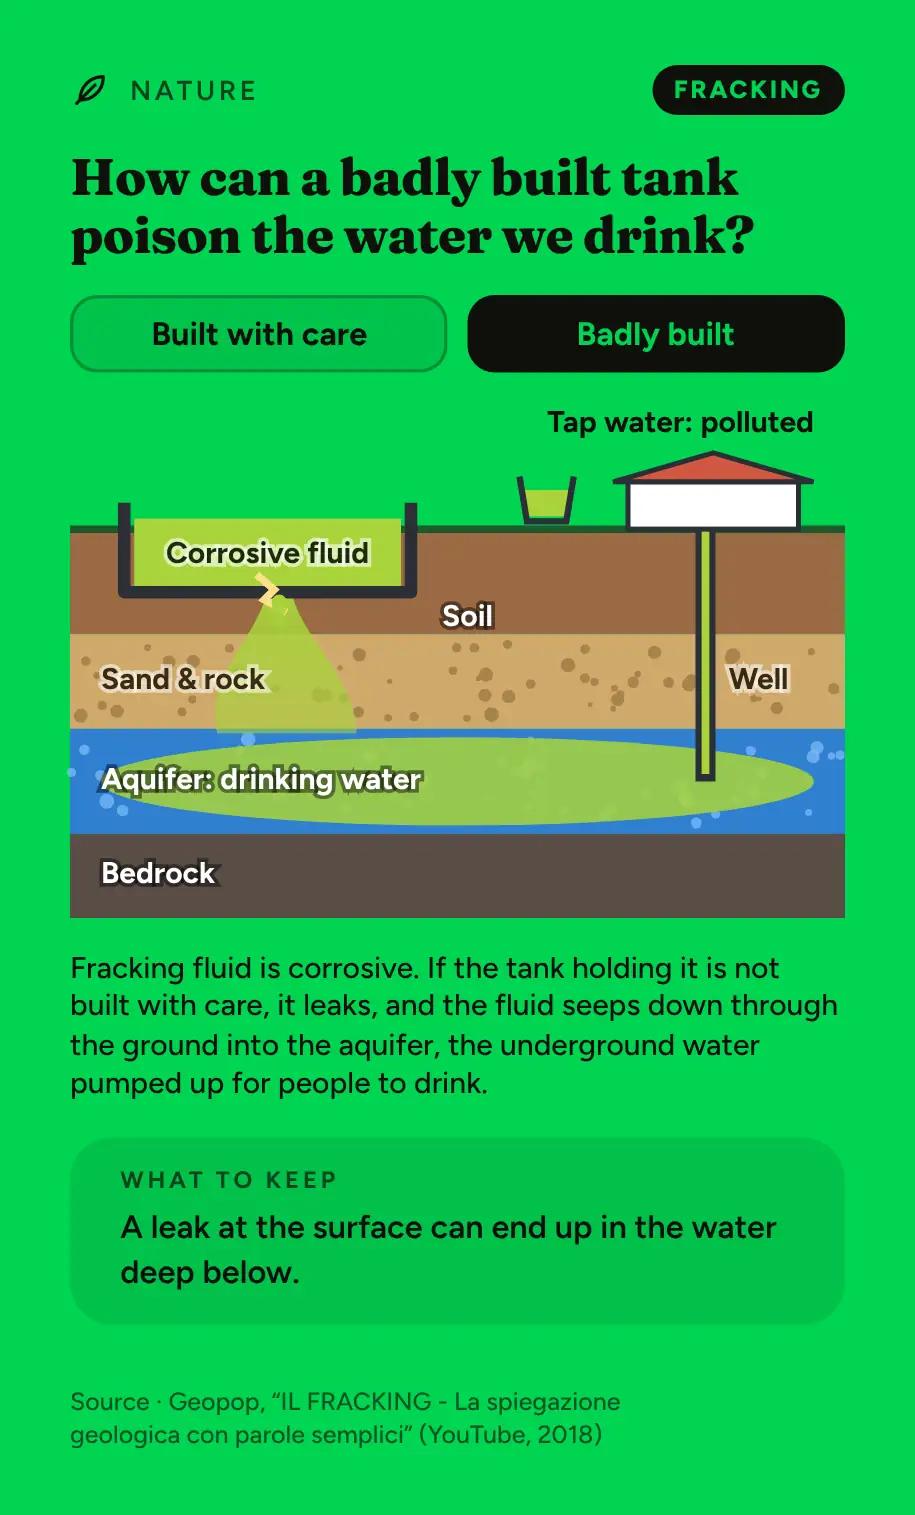 NATURE
FRACKING
How can a badly built tank
poison the water we drink?
Built with care
Badly built
Tap water: polluted
Corrosive fluid
Soil
Sand & rock
Well
Aquifer: drinking water
Bedrock
Fracking fluid is corrosive. If the tank holding it is not
built with care, it leaks, and the fluid seeps down through
the ground into the aquifer, the underground water
pumped up for people to drink.
WHAT TO KEEP
A leak at the surface can end up in the water
deep below.
Source · Geopop, “IL FRACKING - La spiegazione
geologica con parole semplici” (YouTube, 2018)